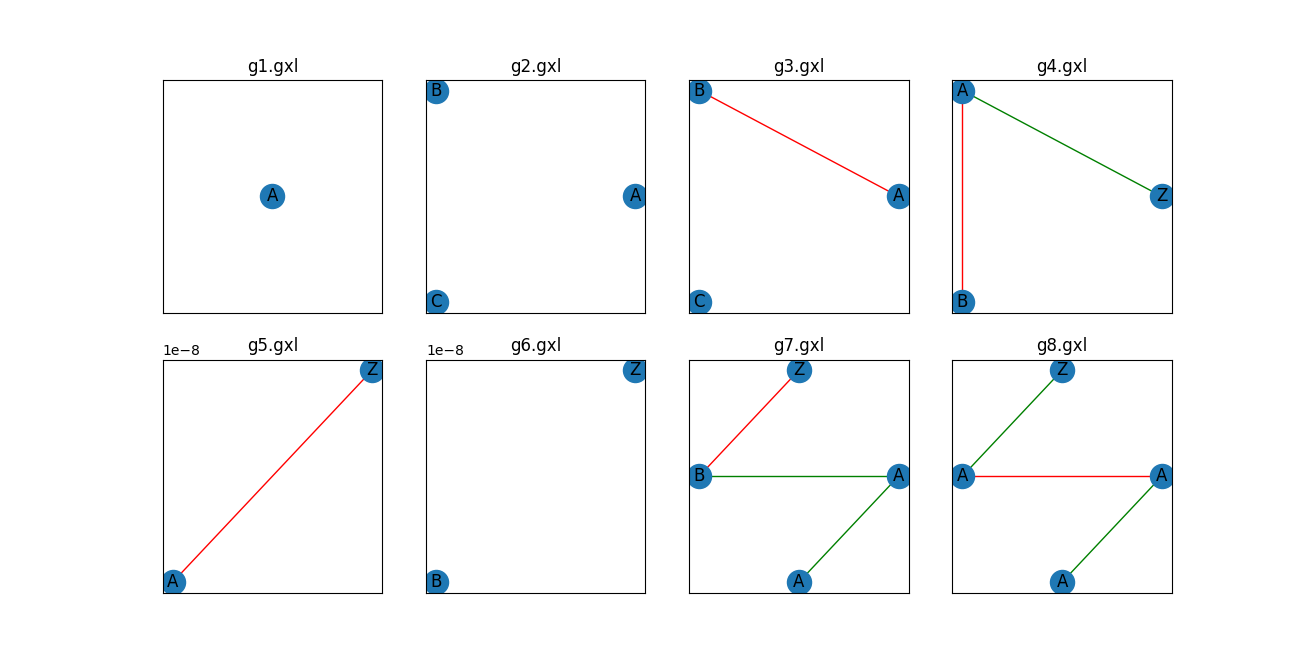 g1.gxl g2.gxl g3.gxl g4.gxl
B B A
A A A Z
C C B
1e−8 g5.gxl 1e−8 g6.gxl g7.gxl g8.gxl
Z Z Z Z
B A A A
A B A A